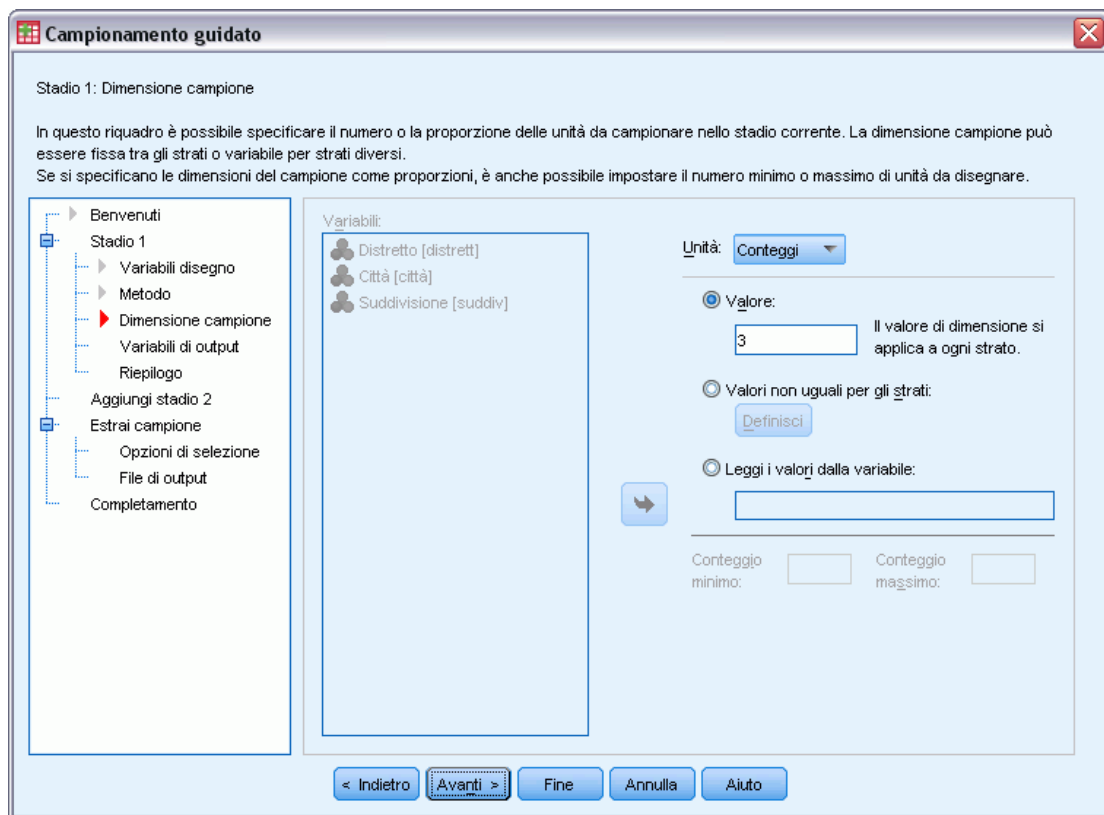 Campionamento guidato
Stadio 1: Dimensione campione
In questo riquadro è possibile specificare il numero o la proporzione delle unità da campionare nello stadio corrente. La dimensione campione può
essere fissa tra gli strati o variabile per strati diversi.
Se si specificano le dimensioni del campione come proporzioni, è anche possibile impostare il numero minimo o massimo di unità da disegnare.
Benvenuti
Stadio 1
Variabili disegno
Metodo
Dimensione campione
Variabili di output
Riepilogo
Aggiungi stadio 2
Estrai campione
Opzioni di selezione
File di output
Completamento
Variabili:
Distretto [distrett]
Città [città]
Suddivisione [suddiv]
Unità: Conteggi
Valore:
3
Il valore di dimensione si
applica a ogni strato.
Valori non uguali per gli strati:
Definisci
Leggi i valori dalla variabile:
Conteggio
minimo:
Conteggio
massimo:
< Indietro Avanti > Fine Annulla Aiuto